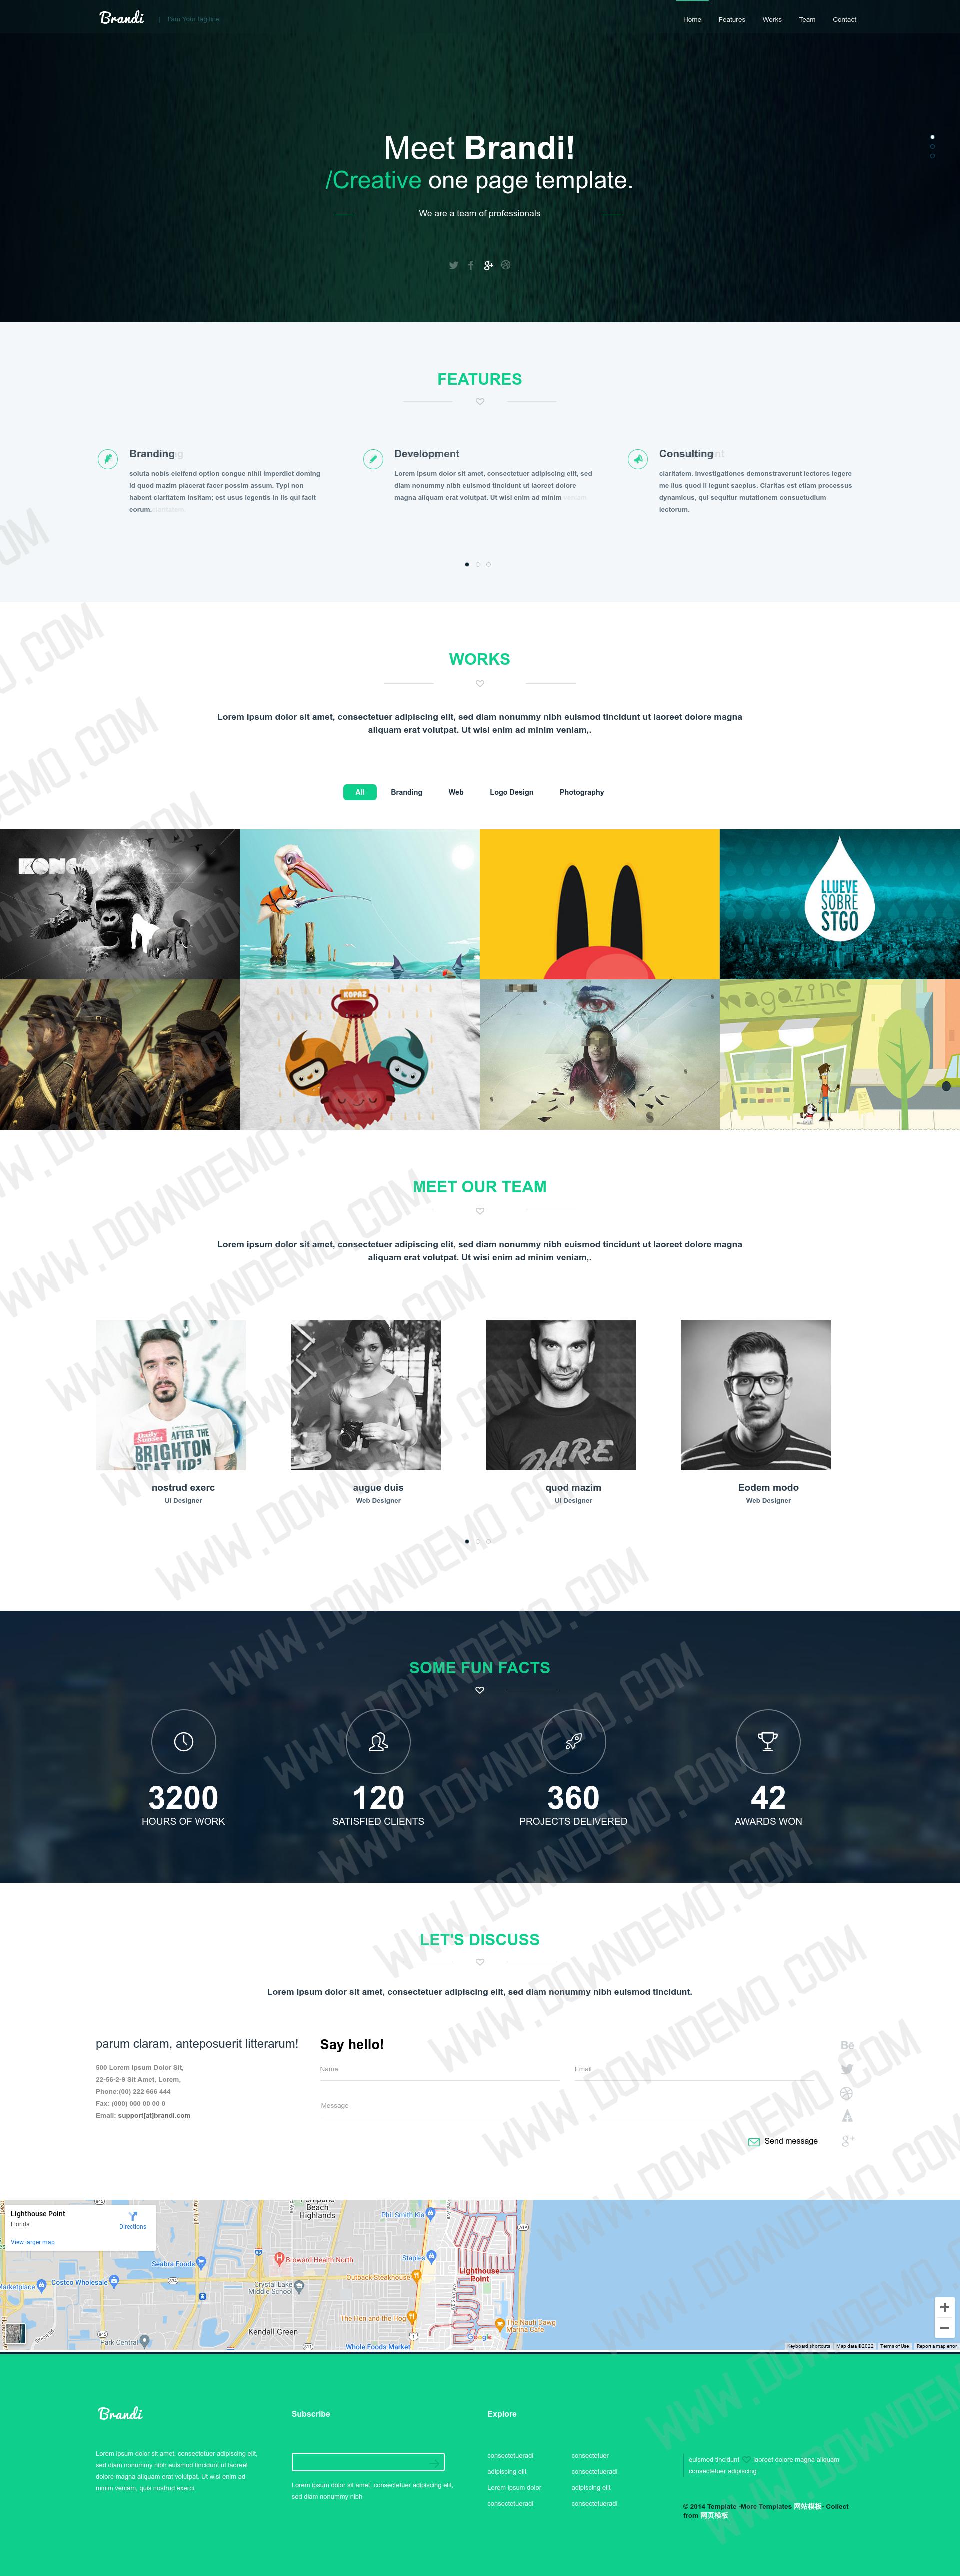 Brandi
| I'am Your tag line
Home Features Works Team Contact
Meet Brandi!
/Creative one page template.
We are a team of professionals
FEATURES
Branding
soluta nobis eleifend option congue nihil imperdiet doming
id quod mazim placerat facer possim assum. Typi non
habent claritatem insitam; est usus legentis in iis qui facit
eorum.
Development
Lorem ipsum dolor sit amet, consectetuer adipiscing elit, sed
diam nonummy nibh euismod tincidunt ut laoreet dolore
magna aliquam erat volutpat. Ut wisi enim ad minim veniam
Consulting
claritatem. Investigationes demonstraverunt lectores legere
me lius quod ii legunt saepius. Claritas est etiam processus
dynamicus, qui sequitur mutationem consuetudium
lectorum.
WORKS
Lorem ipsum dolor sit amet, consectetuer adipiscing elit, sed diam nonummy nibh euismod tincidunt ut laoreet dolore magna
aliquam erat volutpat. Ut wisi enim ad minim veniam,.
All Branding Web Logo Design Photography
KONG
LLUEVE
SOBRE
STGO
KOPAZ
magazine
MEET OUR TEAM
Lorem ipsum dolor sit amet, consectetuer adipiscing elit, sed diam nonummy nibh euismod tincidunt ut laoreet dolore magna
aliquam erat volutpat. Ut wisi enim ad minim veniam,.
AFTER THE
BRIGHTON
BEAT UP'
DARE
nostrud exerc
UI Designer
augue duis
Web Designer
quod mazim
UI Designer
Eodem modo
Web Designer
SOME FUN FACTS
3200
HOURS OF WORK
120
SATISFIED CLIENTS
360
PROJECTS DELIVERED
42
AWARDS WON
LET'S DISCUSS
Lorem ipsum dolor sit amet, consectetuer adipiscing elit, sed diam nonummy nibh euismod tincidunt.
parum claram, anteposuerit litterarum!
500 Lorem Ipsum Dolor Sit,
22-56-2-9 Sit Amet, Lorem,
Phone:(00) 222 666 444
Fax: (000) 000 00 00 0
Email: support[at]brandi.com
Say hello!
Name
Email
Message
Send message
Bē
Lighthouse Point
Florida
Directions
View larger map
Pompano
Beach
Highlands
Phil Smith Kia
Seabra Foods
Broward Health North
Staples
Marketplace
Costco Wholesale
Crystal Lake
Middle School
Outback Steakhouse
Lighthouse
Point
The Hen and the Hog
The Nauti Dawg
Marina Cafe
Kendall Green
Park Central
Whole Foods Market
Google
Keyboard shortcuts Map data ©2022 Terms of Use Report a map error
Brandi
Lorem ipsum dolor sit amet, consectetuer adipiscing elit,
sed diam nonummy nibh euismod tincidunt ut laoreet
dolore magna aliquam erat volutpat. Ut wisi enim ad
minim veniam, quis nostrud exerci.
Subscribe
Lorem ipsum dolor sit amet, consectetuer adipiscing elit,
sed diam nonummy nibh
Explore
consectetueradi
adipiscing elit
Lorem ipsum dolor
consectetueradi
consectetuer
consectetueradi
adipiscing elit
consectetueradi
euismod tincidunt laoreet dolore magna aliquam
consectetuer adipiscing
© 2014 Template -More Templates 网站模板- Collect
from 网页模板
WWW.DOWNDEMO.COM